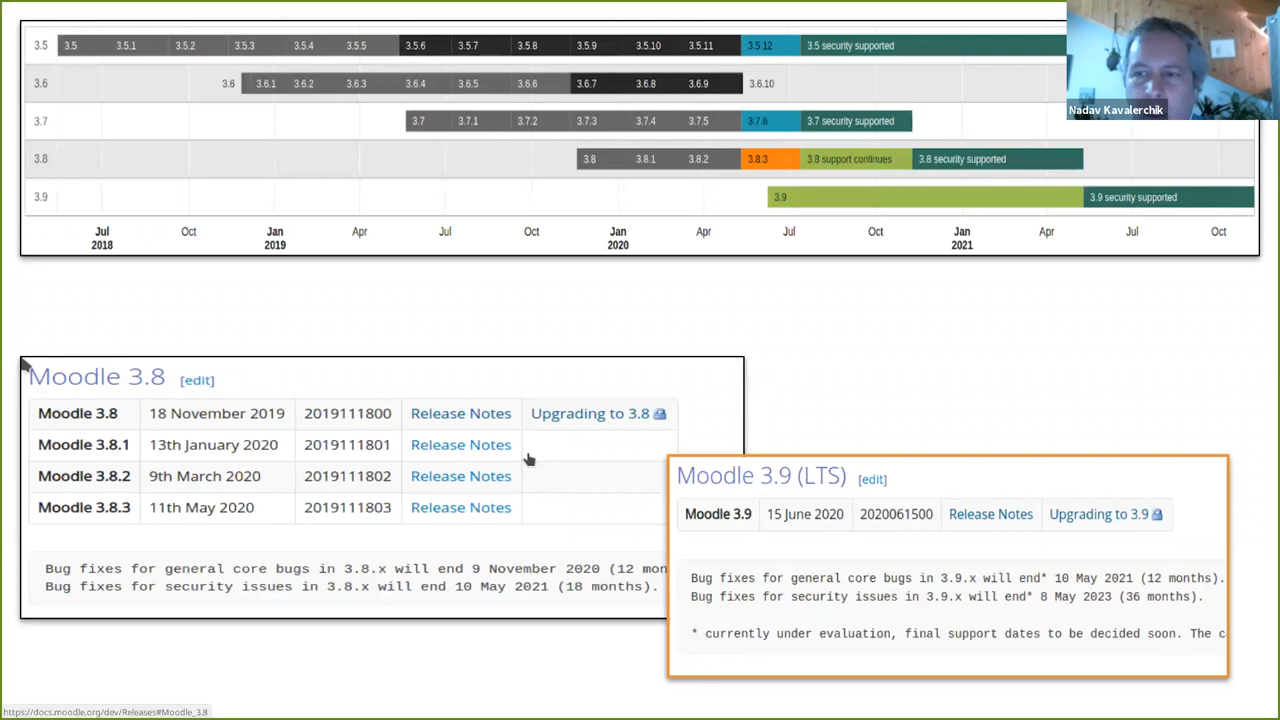 3.5 3.5 3.5.1 3.5.2 3.5.3 3.5.4 3.5.5 3.5.6 3.5.7 3.5.8 3.5.9 3.5.10 3.5.11 3.5.12 3.5 security supported
3.6 3.6 3.6.1 3.6.2 3.6.3 3.6.4 3.6.5 3.6.6 3.6.7 3.6.8 3.6.9 3.6.10
Nadav Kavalerchik
3.7 3.7 3.7.1 3.7.2 3.7.3 3.7.4 3.7.5 3.7.6 3.7 security supported
3.8 3.8 3.8.1 3.8.2 3.8.3 3.8 support continues 3.8 security supported
3.9 3.9 3.9 security supported
Jul Oct Jan Apr Jul Oct Jan Apr Jul Oct Jan Apr Jul Oct
2018 2019 2020 2021
Moodle 3.8 [edit]
Moodle 3.8 18 November 2019 2019111800 Release Notes Upgrading to 3.8
Moodle 3.8.1 13th January 2020 2019111801 Release Notes
Moodle 3.8.2 9th March 2020 2019111802 Release Notes
Moodle 3.8.3 11th May 2020 2019111803 Release Notes
Bug fixes for general core bugs in 3.8.x will end 9 November 2020 (12 mon
Bug fixes for security issues in 3.8.x will end 10 May 2021 (18 months).
Moodle 3.9 (LTS) [edit]
Moodle 3.9 15 June 2020 2020061500 Release Notes Upgrading to 3.9
Bug fixes for general core bugs in 3.9.x will end* 10 May 2021 (12 months).
Bug fixes for security issues in 3.9.x will end* 8 May 2023 (36 months).
* currently under evaluation, final support dates to be decided soon. The
https://docs.moodle.org/dev/Releases#Moodle_3.8